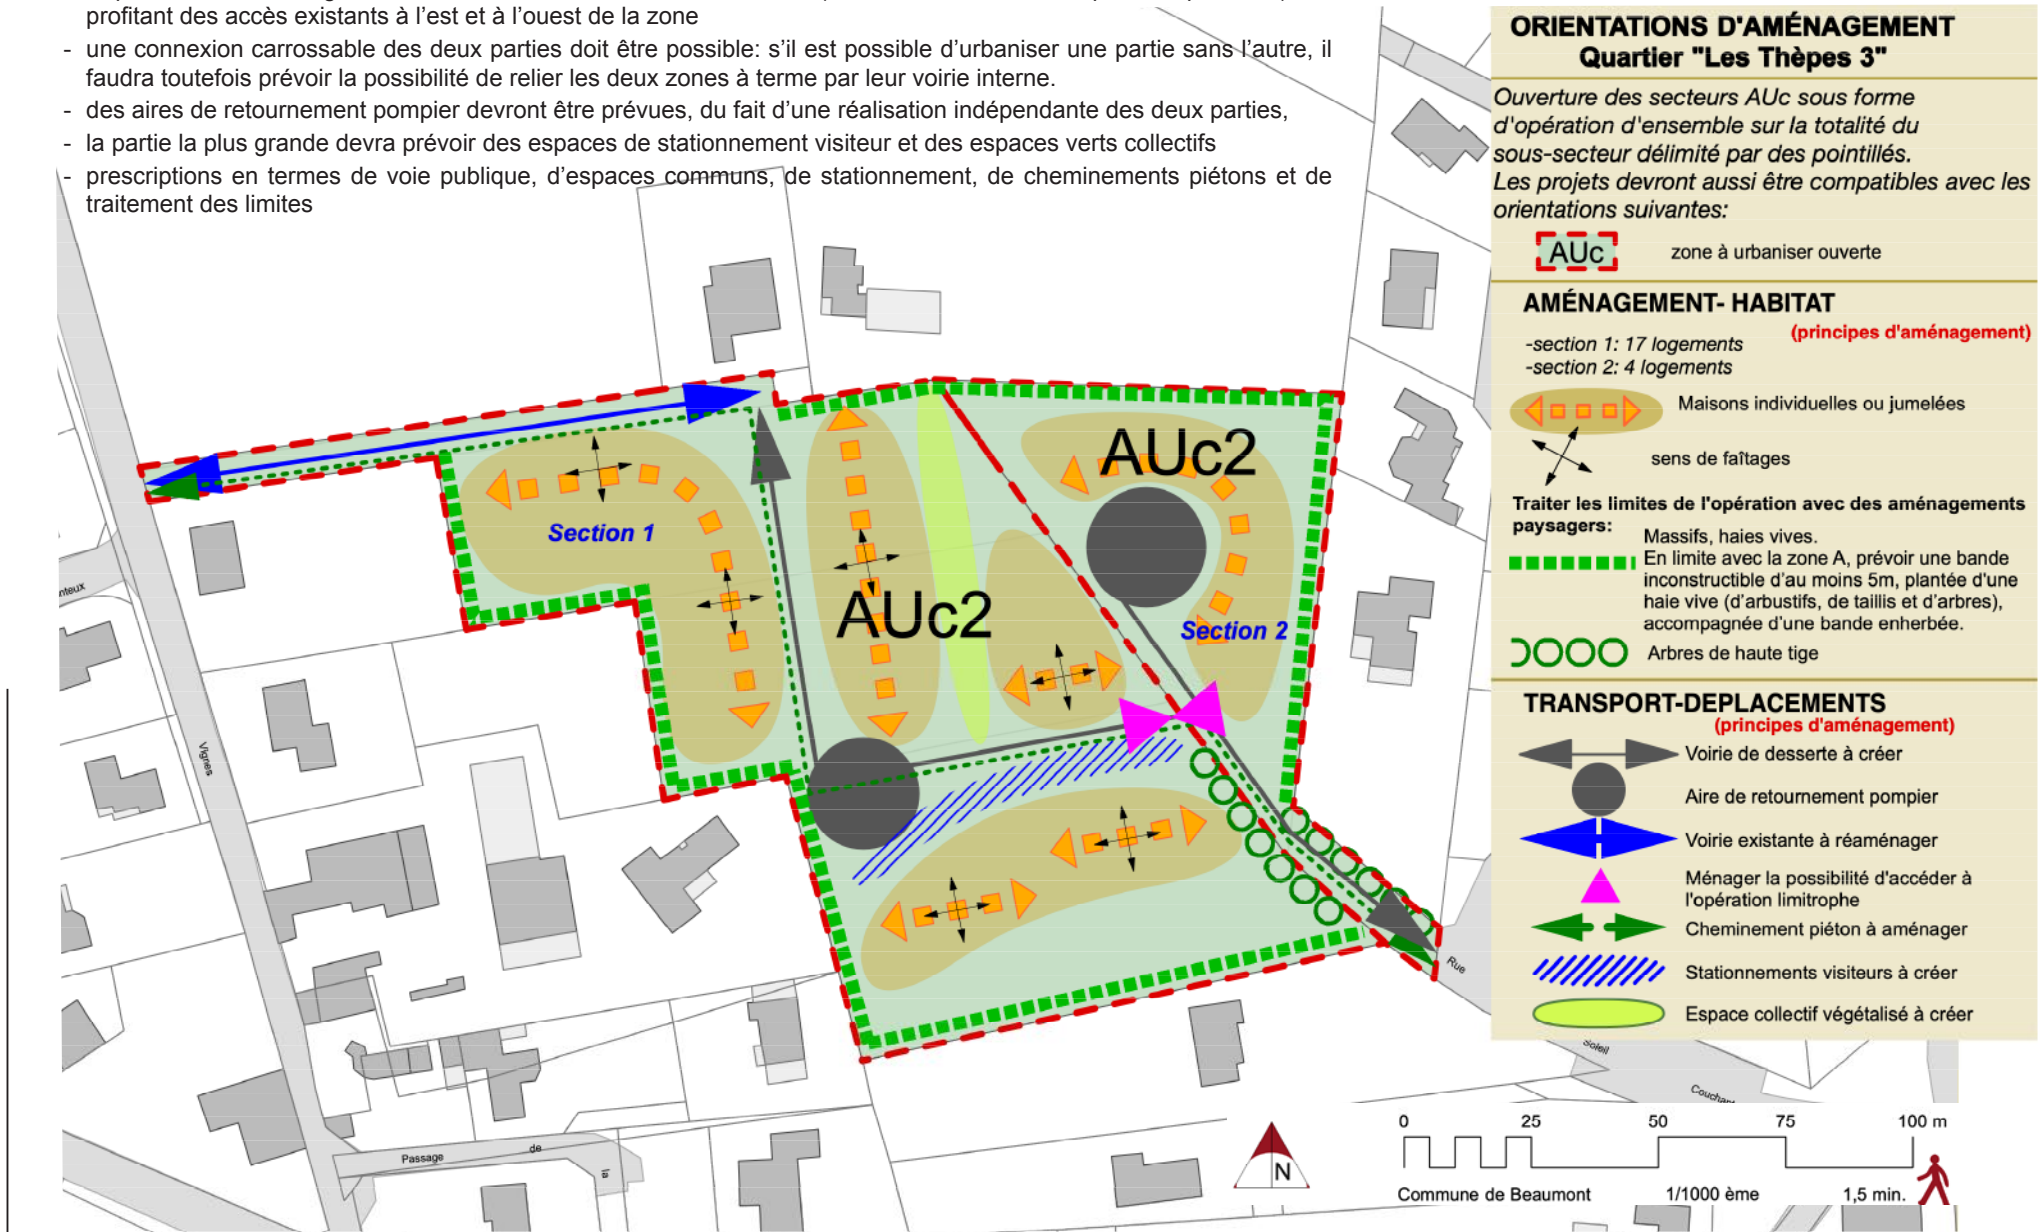 profitant des accès existants à l'est et à l'ouest de la zone
- une connexion carrossable des deux parties doit être possible: s'il est possible d'urbaniser une partie sans l'autre, il
faudra toutefois prévoir la possibilité de relier les deux zones à terme par leur voirie interne.
- des aires de retournement pompier devront être prévues, du fait d'une réalisation indépendante des deux parties,
- la partie la plus grande devra prévoir des espaces de stationnement visiteur et des espaces verts collectifs
- prescriptions en termes de voie publique, d'espaces communs, de stationnement, de cheminements piétons et de
traitement des limites
ORIENTATIONS D'AMÉNAGEMENT
Quartier "Les Thèpes 3"
Ouverture des secteurs AUc sous forme
d'opération d'ensemble sur la totalité du
sous-secteur délimité par des pointillés.
Les projets devront aussi être compatibles avec les
orientations suivantes:
AUc
zone à urbaniser ouverte
AMÉNAGEMENT- HABITAT
(principes d'aménagement)
-section 1: 17 logements
-section 2: 4 logements
Maisons individuelles ou jumelées
sens de faîtages
Traiter les limites de l'opération avec des aménagements
paysagers:
Massifs, haies vives.
En limite avec la zone A, prévoir une bande
inconstructible d'au moins 5m, plantée d'une
haie vive (d'arbustifs, de taillis et d'arbres),
accompagnée d'une bande enherbée.
Arbres de haute tige
TRANSPORT-DEPLACEMENTS
(principes d'aménagement)
Voirie de desserte à créer
Aire de retournement pompier
Voirie existante à réaménager
Ménager la possibilité d'accéder à
l'opération limitrophe
Cheminement piéton à aménager
Stationnements visiteurs à créer
Espace collectif végétalisé à créer
AUc2
Section 1
AUc2
Section 2
Vignes
Rue
Soleil
Passage
de
la
N
0 25 50 75 100 m
Commune de Beaumont 1/1000 ème 1,5 min.